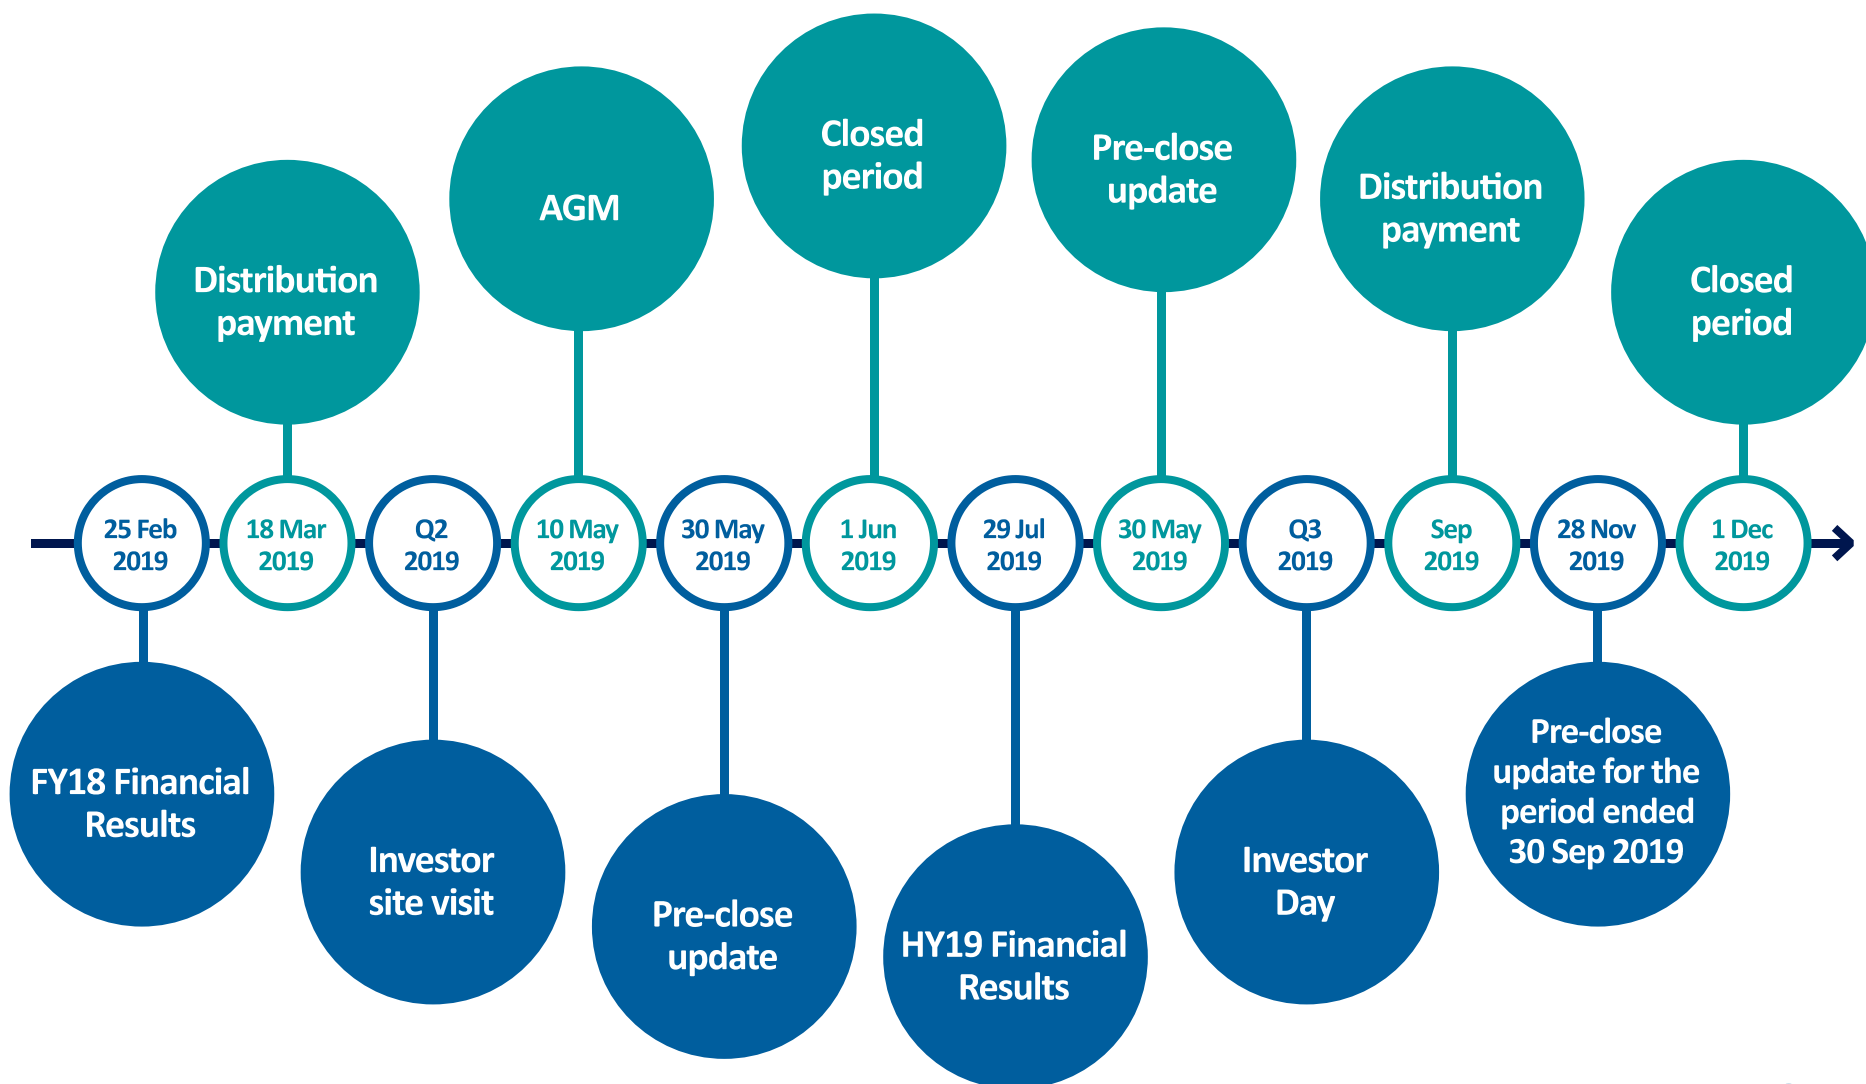 Closed
period
Pre-close
update
AGM
Distribution
payment
Distribution
payment
Closed
period
25 Feb
2019
18 Mar
2019
Q2
2019
10 May
2019
30 May
2019
1 Jun
2019
29 Jul
2019
30 May
2019
Q3
2019
Sep
2019
28 Nov
2019
1 Dec
2019
FY18 Financial
Results
Investor
site visit
Pre-close
update
HY19 Financial
Results
Investor
Day
Pre-close
update for the
period ended
30 Sep 2019